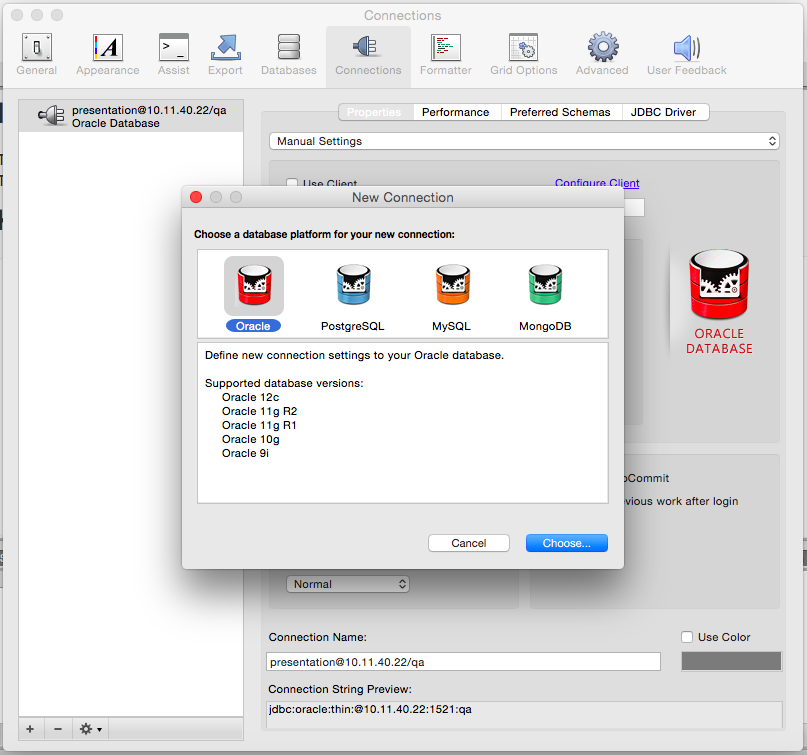 Connections
General
Appearance
Assist
Export
Databases
Connections
Formatter
Grid Options
Advanced
User Feedback
presentation@10.11.40.22/qa
Oracle Database
Properties
Performance
Preferred Schemas
JDBC Driver
Manual Settings
Use Client
Configure Client
New Connection
Choose a database platform for your new connection:
Oracle
PostgreSQL
MySQL
MongoDB
Define new connection settings to your Oracle database.
Supported database versions:
Oracle 12c
Oracle 11g R2
Oracle 11g R1
Oracle 10g
Oracle 9i
Cancel
Choose...
ORACLE
DATABASE
oCommit
vious work after login
Normal
Connection Name:
Use Color
presentation@10.11.40.22/qa
Connection String Preview:
jdbc:oracle:thin:@10.11.40.22:1521:qa